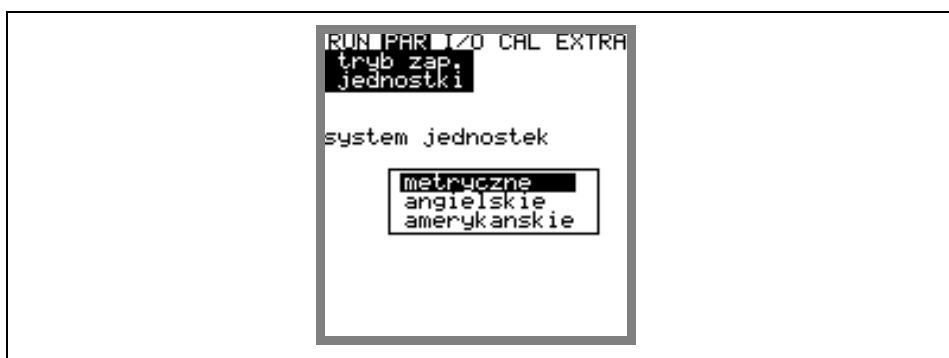 RUN PAR I/O CAL EXTRA
tryb zap.
jednostki
system jednostek
metryczne
angielskie
amerykanskie